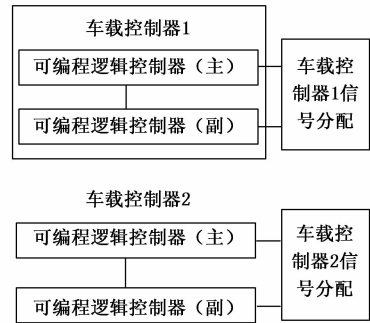 车载控制器1
可编程逻辑控制器（主）
可编程逻辑控制器（副）
车载控
制器1信
号分配
车载控制器2
可编程逻辑控制器（主）
可编程逻辑控制器（副）
车载控
制器2信
号分配